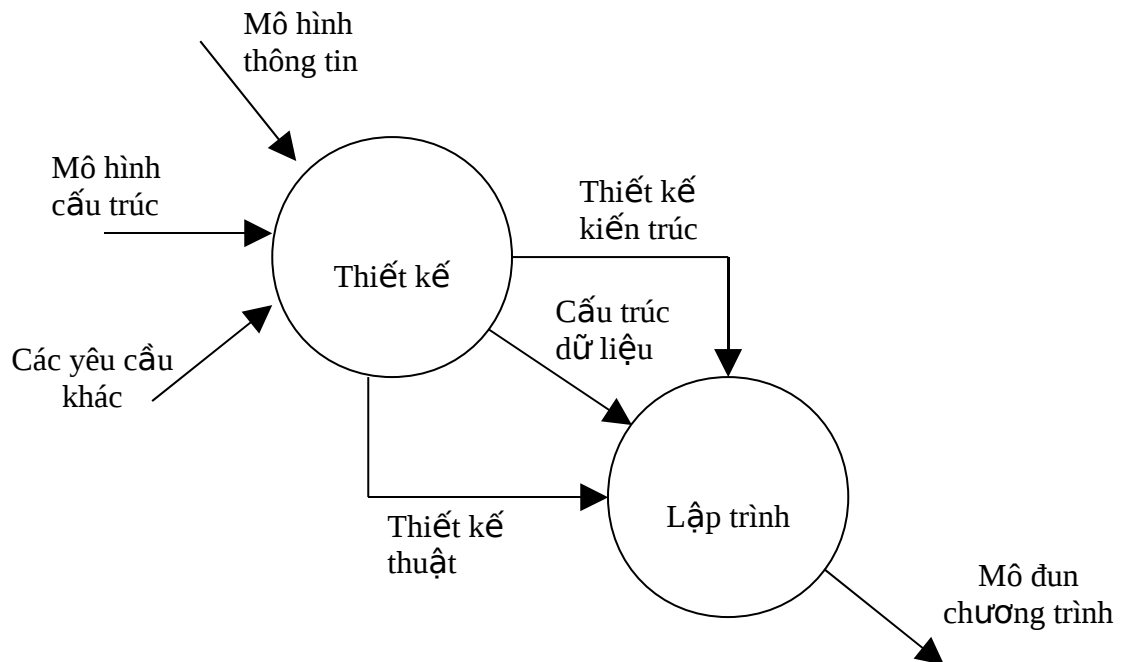 Mô hình
thông tin
Mô hình
cấu trúc
Thiết kế
kiến trúc
Thiết kế
Cấu trúc
dữ liệu
Các yêu cầu
khác
Thiết kế
thuật
Lập trình
Mô đun
chương trình